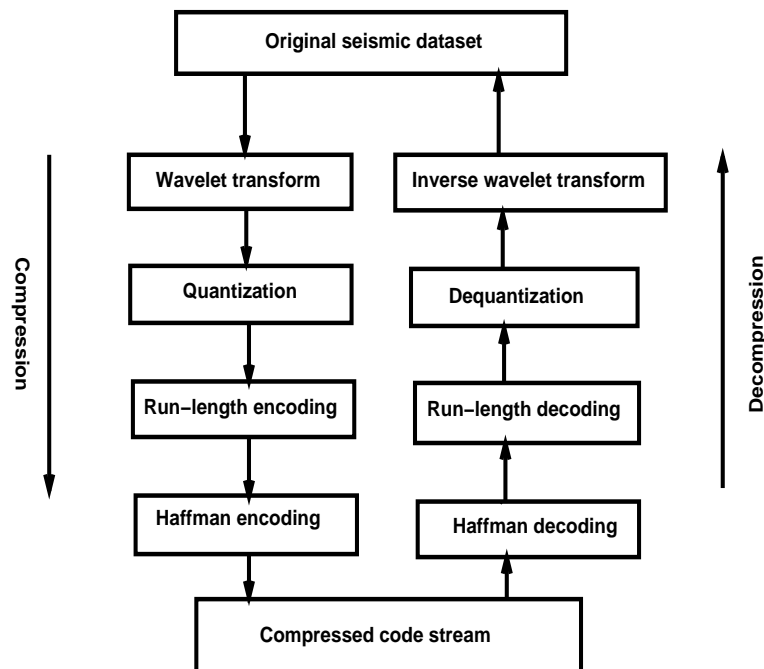 Original seismic dataset
Wavelet transform
Inverse wavelet transform
Compression
Decompression
Quantization
Dequantization
Run−length encoding
Run−length decoding
Haffman encoding
Haffman decoding
Compressed code stream